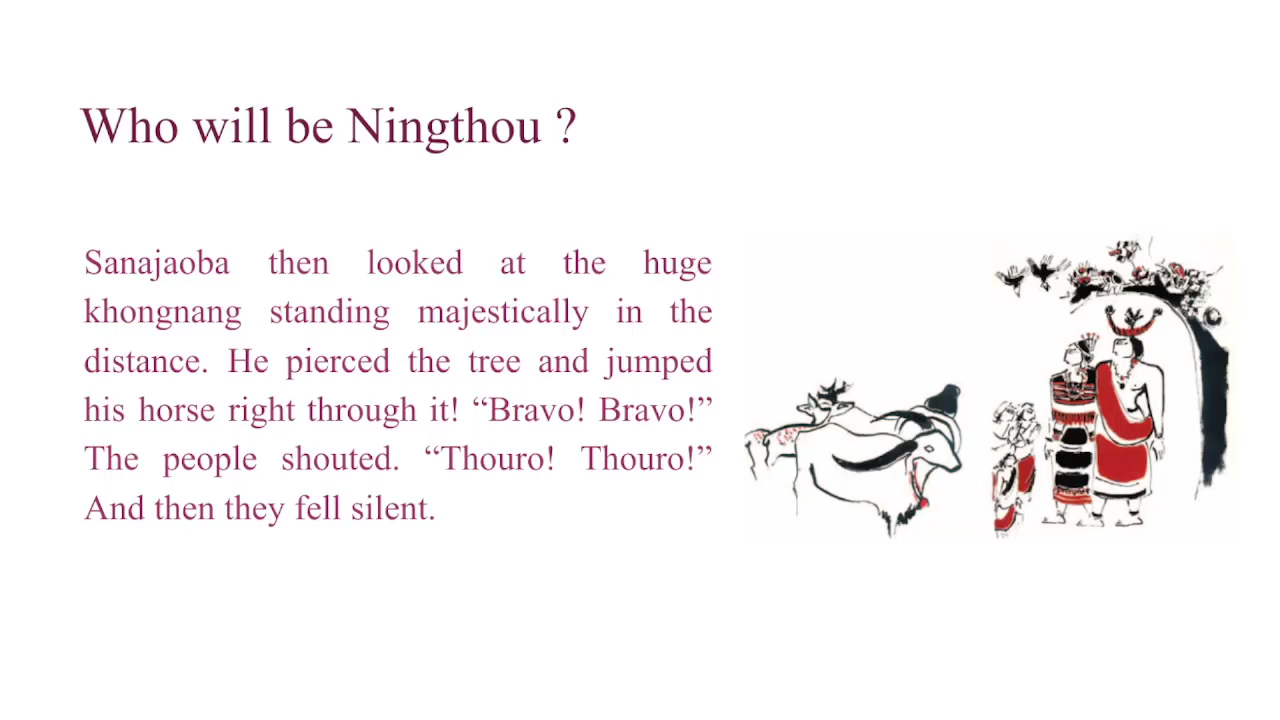 Who will be Ningthou ?
Sanajaoba then looked at the huge
khongnang standing majestically in the
distance. He pierced the tree and jumped
his horse right through it! “Bravo! Bravo!”
The people shouted. “Thouro! Thouro!”
And then they fell silent.